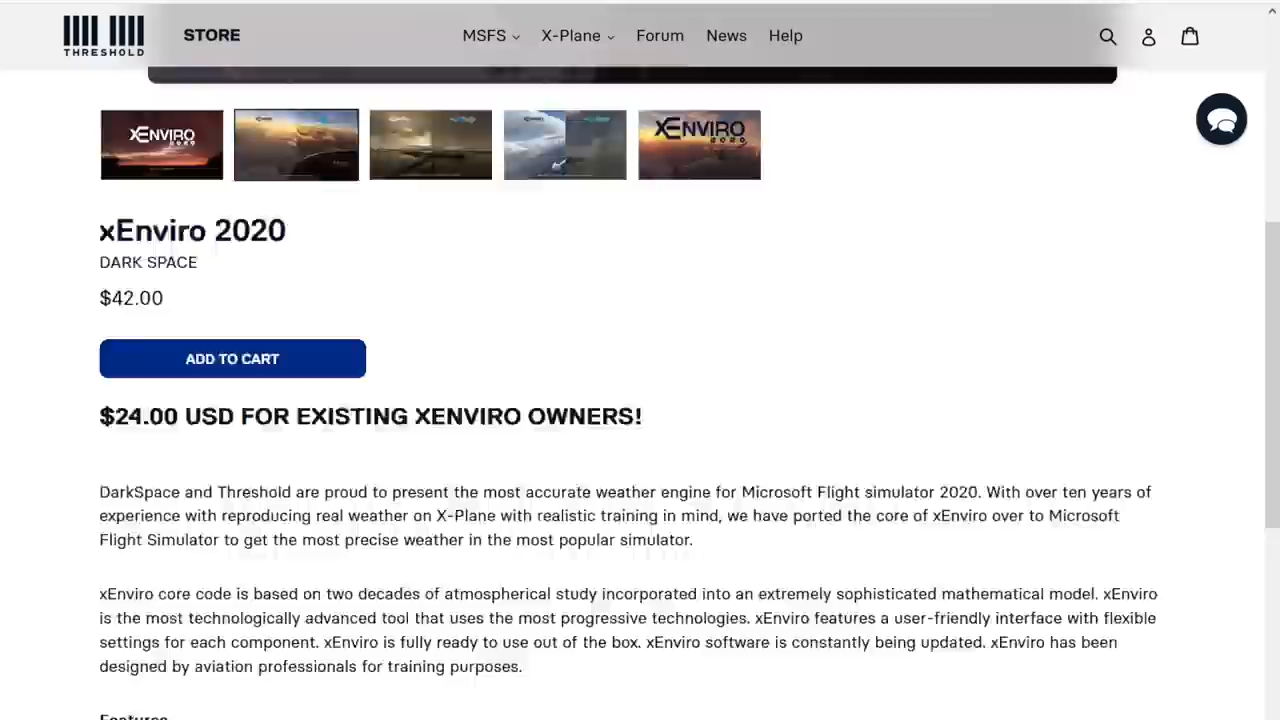 THRESHOLD
STORE
MSFS
X-Plane
Forum
News
Help
XENVIRO
2020
XENVIRO
2020
xEnviro 2020
DARK SPACE
$42.00
ADD TO CART
$24.00 USD FOR EXISTING XENVIRO OWNERS!
DarkSpace and Threshold are proud to present the most accurate weather engine for Microsoft Flight simulator 2020. With over ten years of
experience with reproducing real weather on X-Plane with realistic training in mind, we have ported the core of xEnviro over to Microsoft
Flight Simulator to get the most precise weather in the most popular simulator.
xEnviro core code is based on two decades of atmospherical study incorporated into an extremely sophisticated mathematical model. xEnviro
is the most technologically advanced tool that uses the most progressive technologies. xEnviro features a user-friendly interface with flexible
settings for each component. xEnviro is fully ready to use out of the box. xEnviro software is constantly being updated. xEnviro has been
designed by aviation professionals for training purposes.
Features